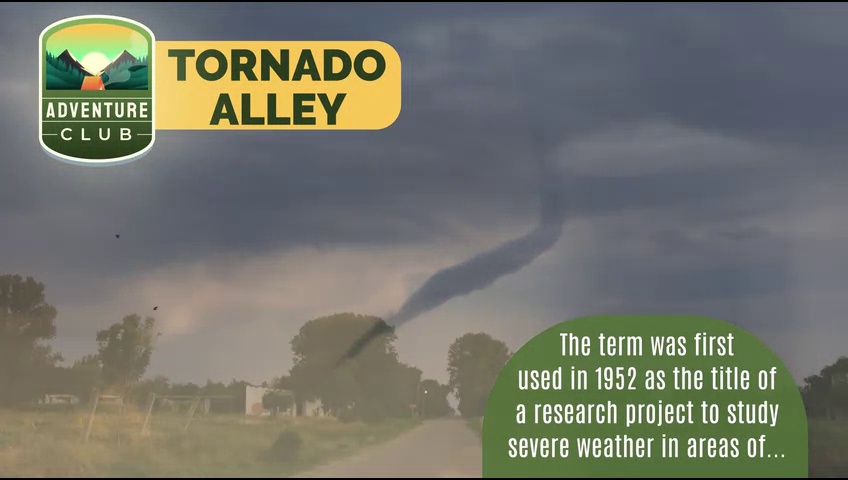 ADVENTURE
CLUB
TORNADO
ALLEY
The term was first
used in 1952 as the title of
a research project to study
severe weather in areas of...